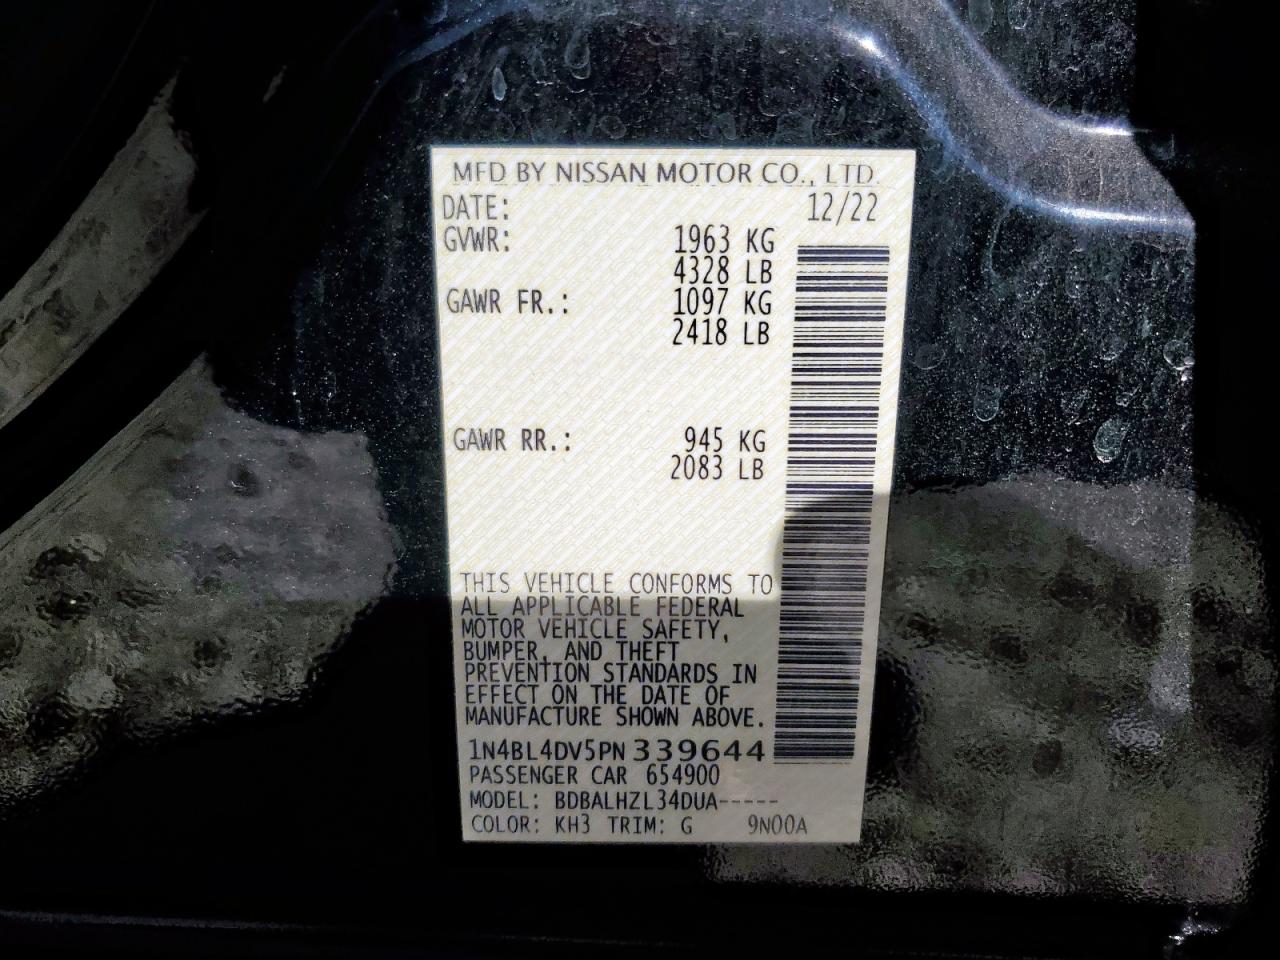 MFD BY NISSAN MOTOR CO., LTD.
DATE: 12/22
GVWR: 1963 KG
4328 LB
GAWR FR.: 1097 KG
2418 LB
GAWR RR.: 945 KG
2083 LB
THIS VEHICLE CONFORMS TO
ALL APPLICABLE FEDERAL
MOTOR VEHICLE SAFETY,
BUMPER, AND THEFT
PREVENTION STANDARDS IN
EFFECT ON THE DATE OF
MANUFACTURE SHOWN ABOVE.
1N4BL4DV5PN339644
PASSENGER CAR 654900
MODEL: BDBALHZL34DUA-----
COLOR: KH3 TRIM: G 9N00A